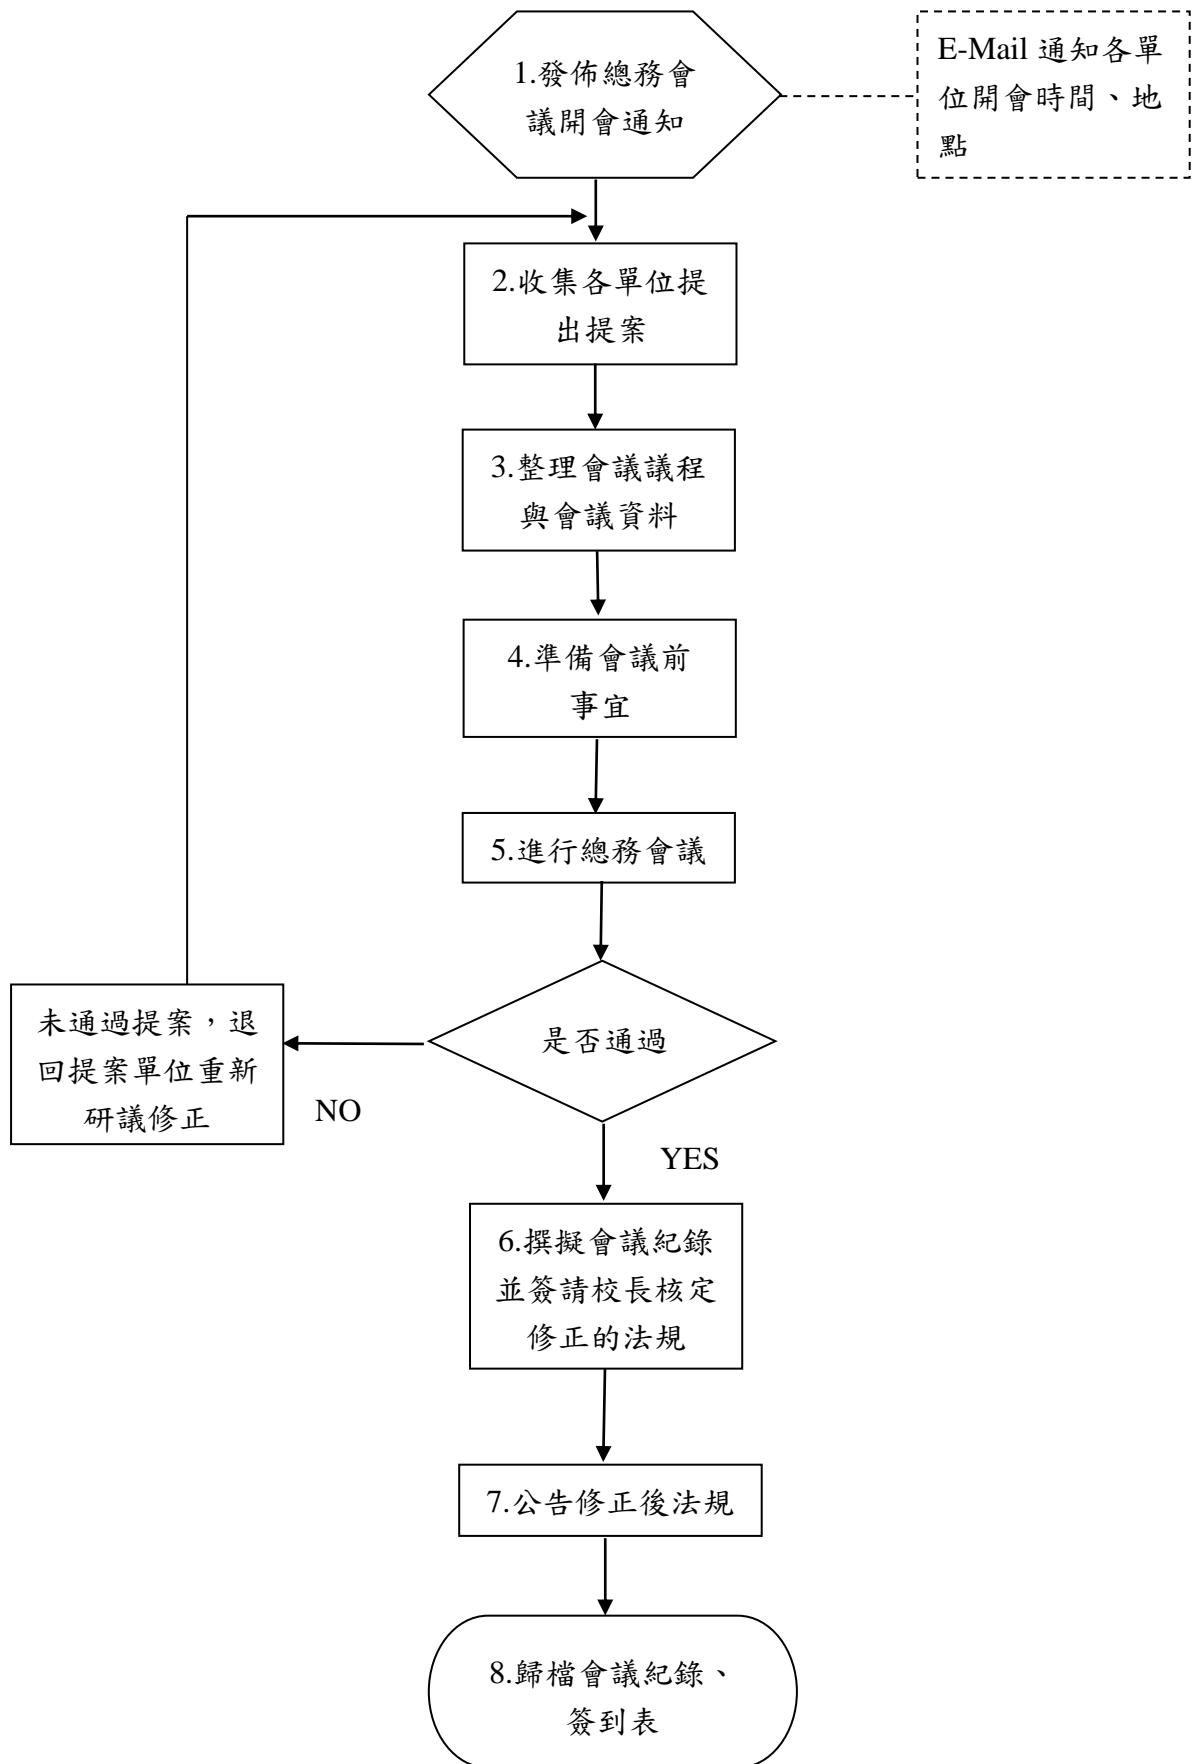 1.發佈總務會
議開會通知
E-Mail 通知各單
位開會時間、地
點
2.收集各單位提
出提案
3.整理會議議程
與會議資料
4.準備會議前
事宜
5.進行總務會議
是否通過
未通過提案，退
回提案單位重新
研議修正
NO
YES
6.撰擬會議紀錄
並簽請校長核定
修正的法規
7.公告修正後法規
8.歸檔會議紀錄、
簽到表